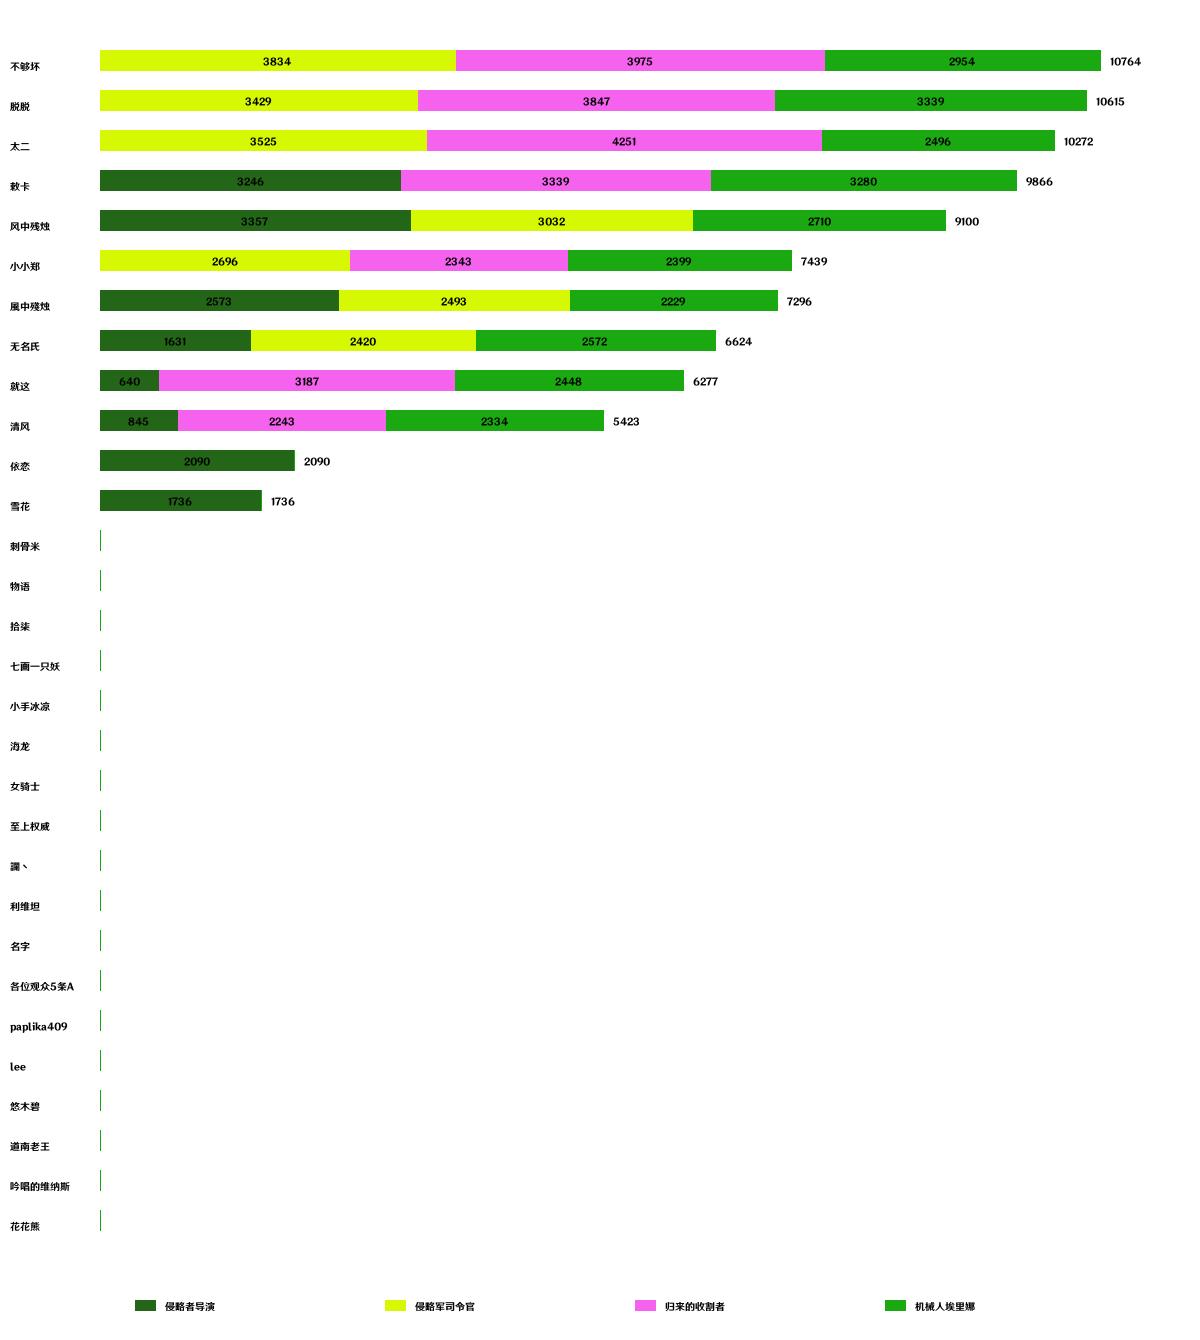 不够坏 3834 3975 2954 10764
脱脱 3429 3847 3339 10615
太二 3525 4251 2496 10272
敕卡 3246 3339 3280 9866
风中残烛 3357 3032 2710 9100
小小郑 2696 2343 2399 7439
風中殘烛 2573 2493 2229 7296
无名氏 1631 2420 2572 6624
就这 640 3187 2448 6277
清风 845 2243 2334 5423
依恋 2090 2090
雪花 1736 1736
刺骨米
物语
拾柒
七画一只妖
小手冰凉
海龙
女骑士
至上权威
讕丶
利维坦
名字
各位观众5条A
paplika409
lee
悠木碧
道南老王
吟唱的维纳斯
花花熊
侵略者导演 侵略军司令官 归来的收割者 机械人埃里娜